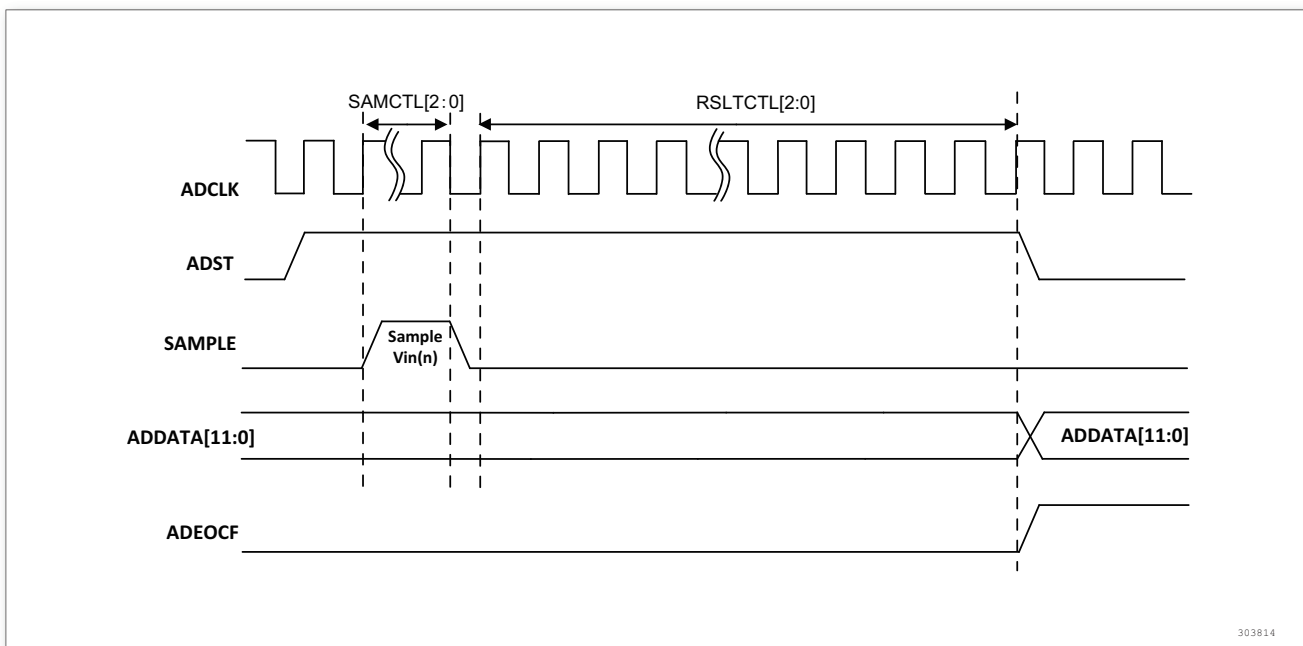 SAMCTL[2:0]
RSLTCTL[2:0]
ADCLK
ADST
SAMPLE
Sample
Vin(n)
ADDATA[11:0]
ADDATA[11:0]
ADEOCF
303814